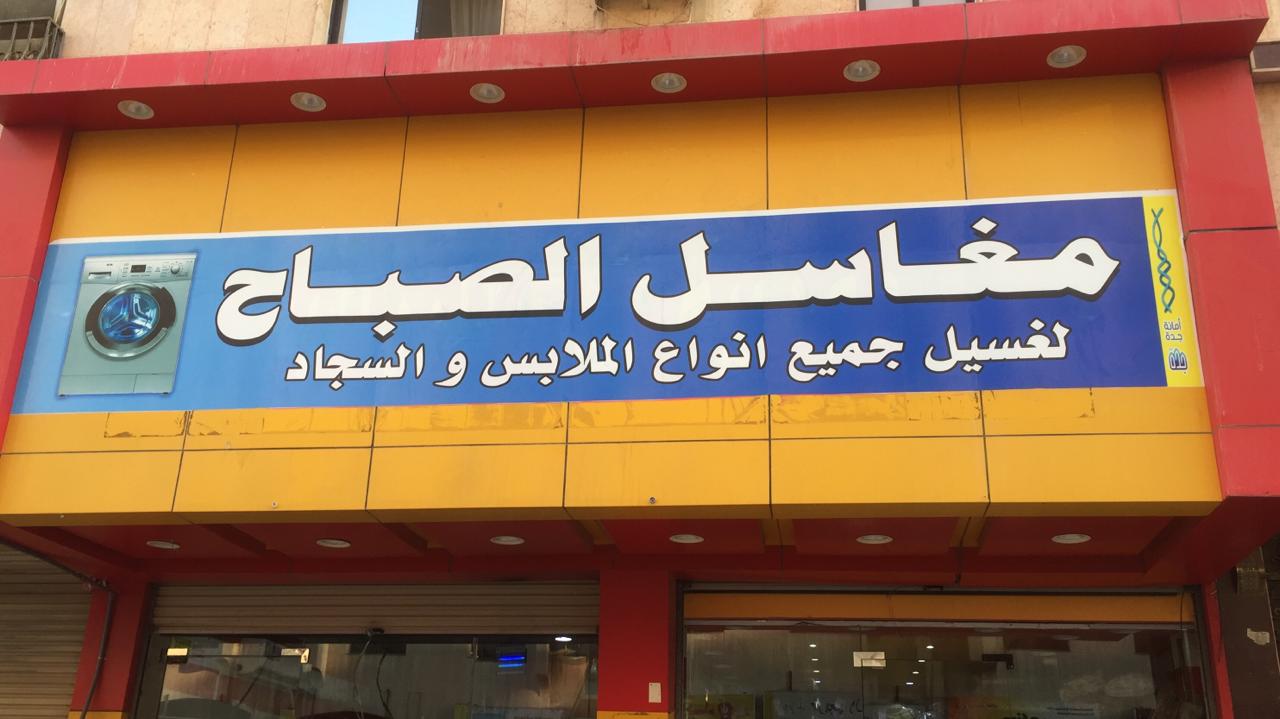 مغاسل الصباح
لغسيل جميع انواع الملابس و السجاد
أمانة
جدة